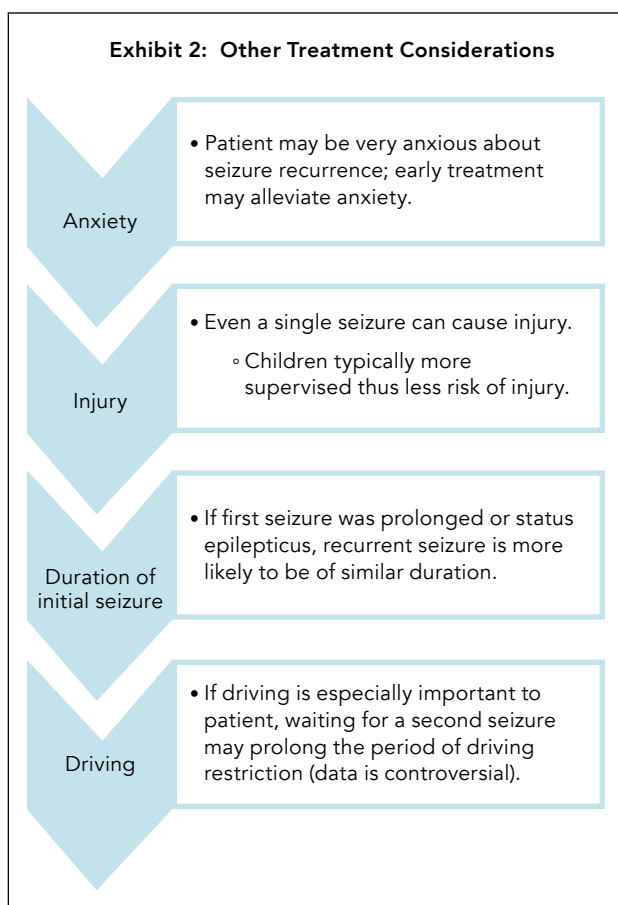 Exhibit 2: Other Treatment Considerations
Anxiety
• Patient may be very anxious about
seizure recurrence; early treatment
may alleviate anxiety.
Injury
• Even a single seizure can cause injury.
◦ Children typically more
supervised thus less risk of injury.
Duration of
initial seizure
• If first seizure was prolonged or status
epilepticus, recurrent seizure is more
likely to be of similar duration.
Driving
• If driving is especially important to
patient, waiting for a second seizure
may prolong the period of driving
restriction (data is controversial).